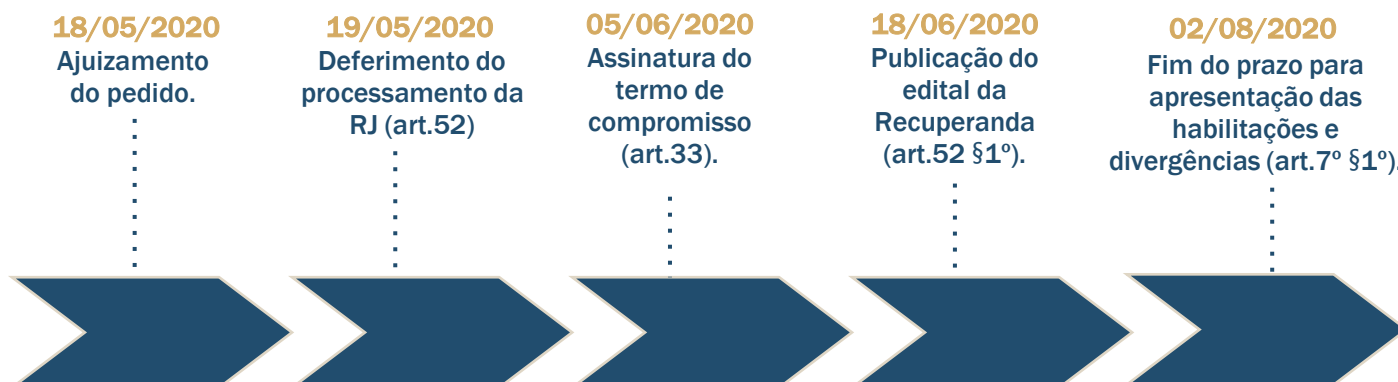 18/05/2020
Ajuizamento
do pedido.
19/05/2020
Deferimento do
processamento da
RJ (art.52)
05/06/2020
Assinatura do
termo de
compromisso
(art.33).
18/06/2020
Publicação do
edital da
Recuperanda
(art.52 §1º).
02/08/2020
Fim do prazo para
apresentação das
habilitações e
divergências (art.7º §1º).